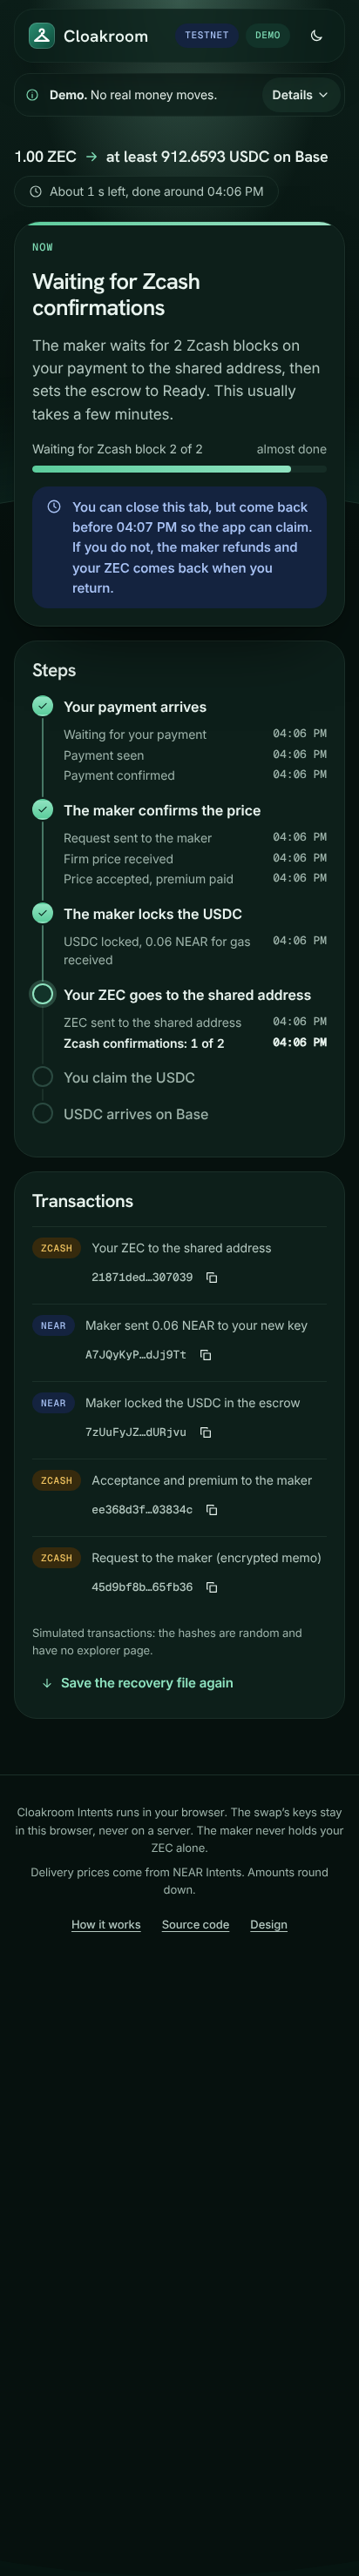 Cloakroom TESTNET DEMO
Demo. No real money moves. Details
1.00 ZEC → at least 912.6593 USDC on Base
About 1 s left, done around 04:06 PM
NOW
Waiting for Zcash
confirmations
The maker waits for 2 Zcash blocks on
your payment to the shared address, then
sets the escrow to Ready. This usually
takes a few minutes.
Waiting for Zcash block 2 of 2 almost done
You can close this tab, but come back
before 04:07 PM so the app can claim.
If you do not, the maker refunds and
your ZEC comes back when you
return.
Steps
Your payment arrives
Waiting for your payment 04:06 PM
Payment seen 04:06 PM
Payment confirmed 04:06 PM
The maker confirms the price
Request sent to the maker 04:06 PM
Firm price received 04:06 PM
Price accepted, premium paid 04:06 PM
The maker locks the USDC
USDC locked, 0.06 NEAR for gas 04:06 PM
received
Your ZEC goes to the shared address
ZEC sent to the shared address 04:06 PM
Zcash confirmations: 1 of 2 04:06 PM
You claim the USDC
USDC arrives on Base
Transactions
ZCASH Your ZEC to the shared address
21871ded…307039
NEAR Maker sent 0.06 NEAR to your new key
A7JQyKyP…dJj9Tt
NEAR Maker locked the USDC in the escrow
7zUuFyJZ…dURjvu
ZCASH Acceptance and premium to the maker
ee368d3f…03834c
ZCASH Request to the maker (encrypted memo)
45d9bf8b…65fb36
Simulated transactions: the hashes are random and
have no explorer page.
↓ Save the recovery file again
Cloakroom Intents runs in your browser. The swap’s keys stay
in this browser, never on a server. The maker never holds your
ZEC alone.
Delivery prices come from NEAR Intents. Amounts round
down.
How it works Source code Design